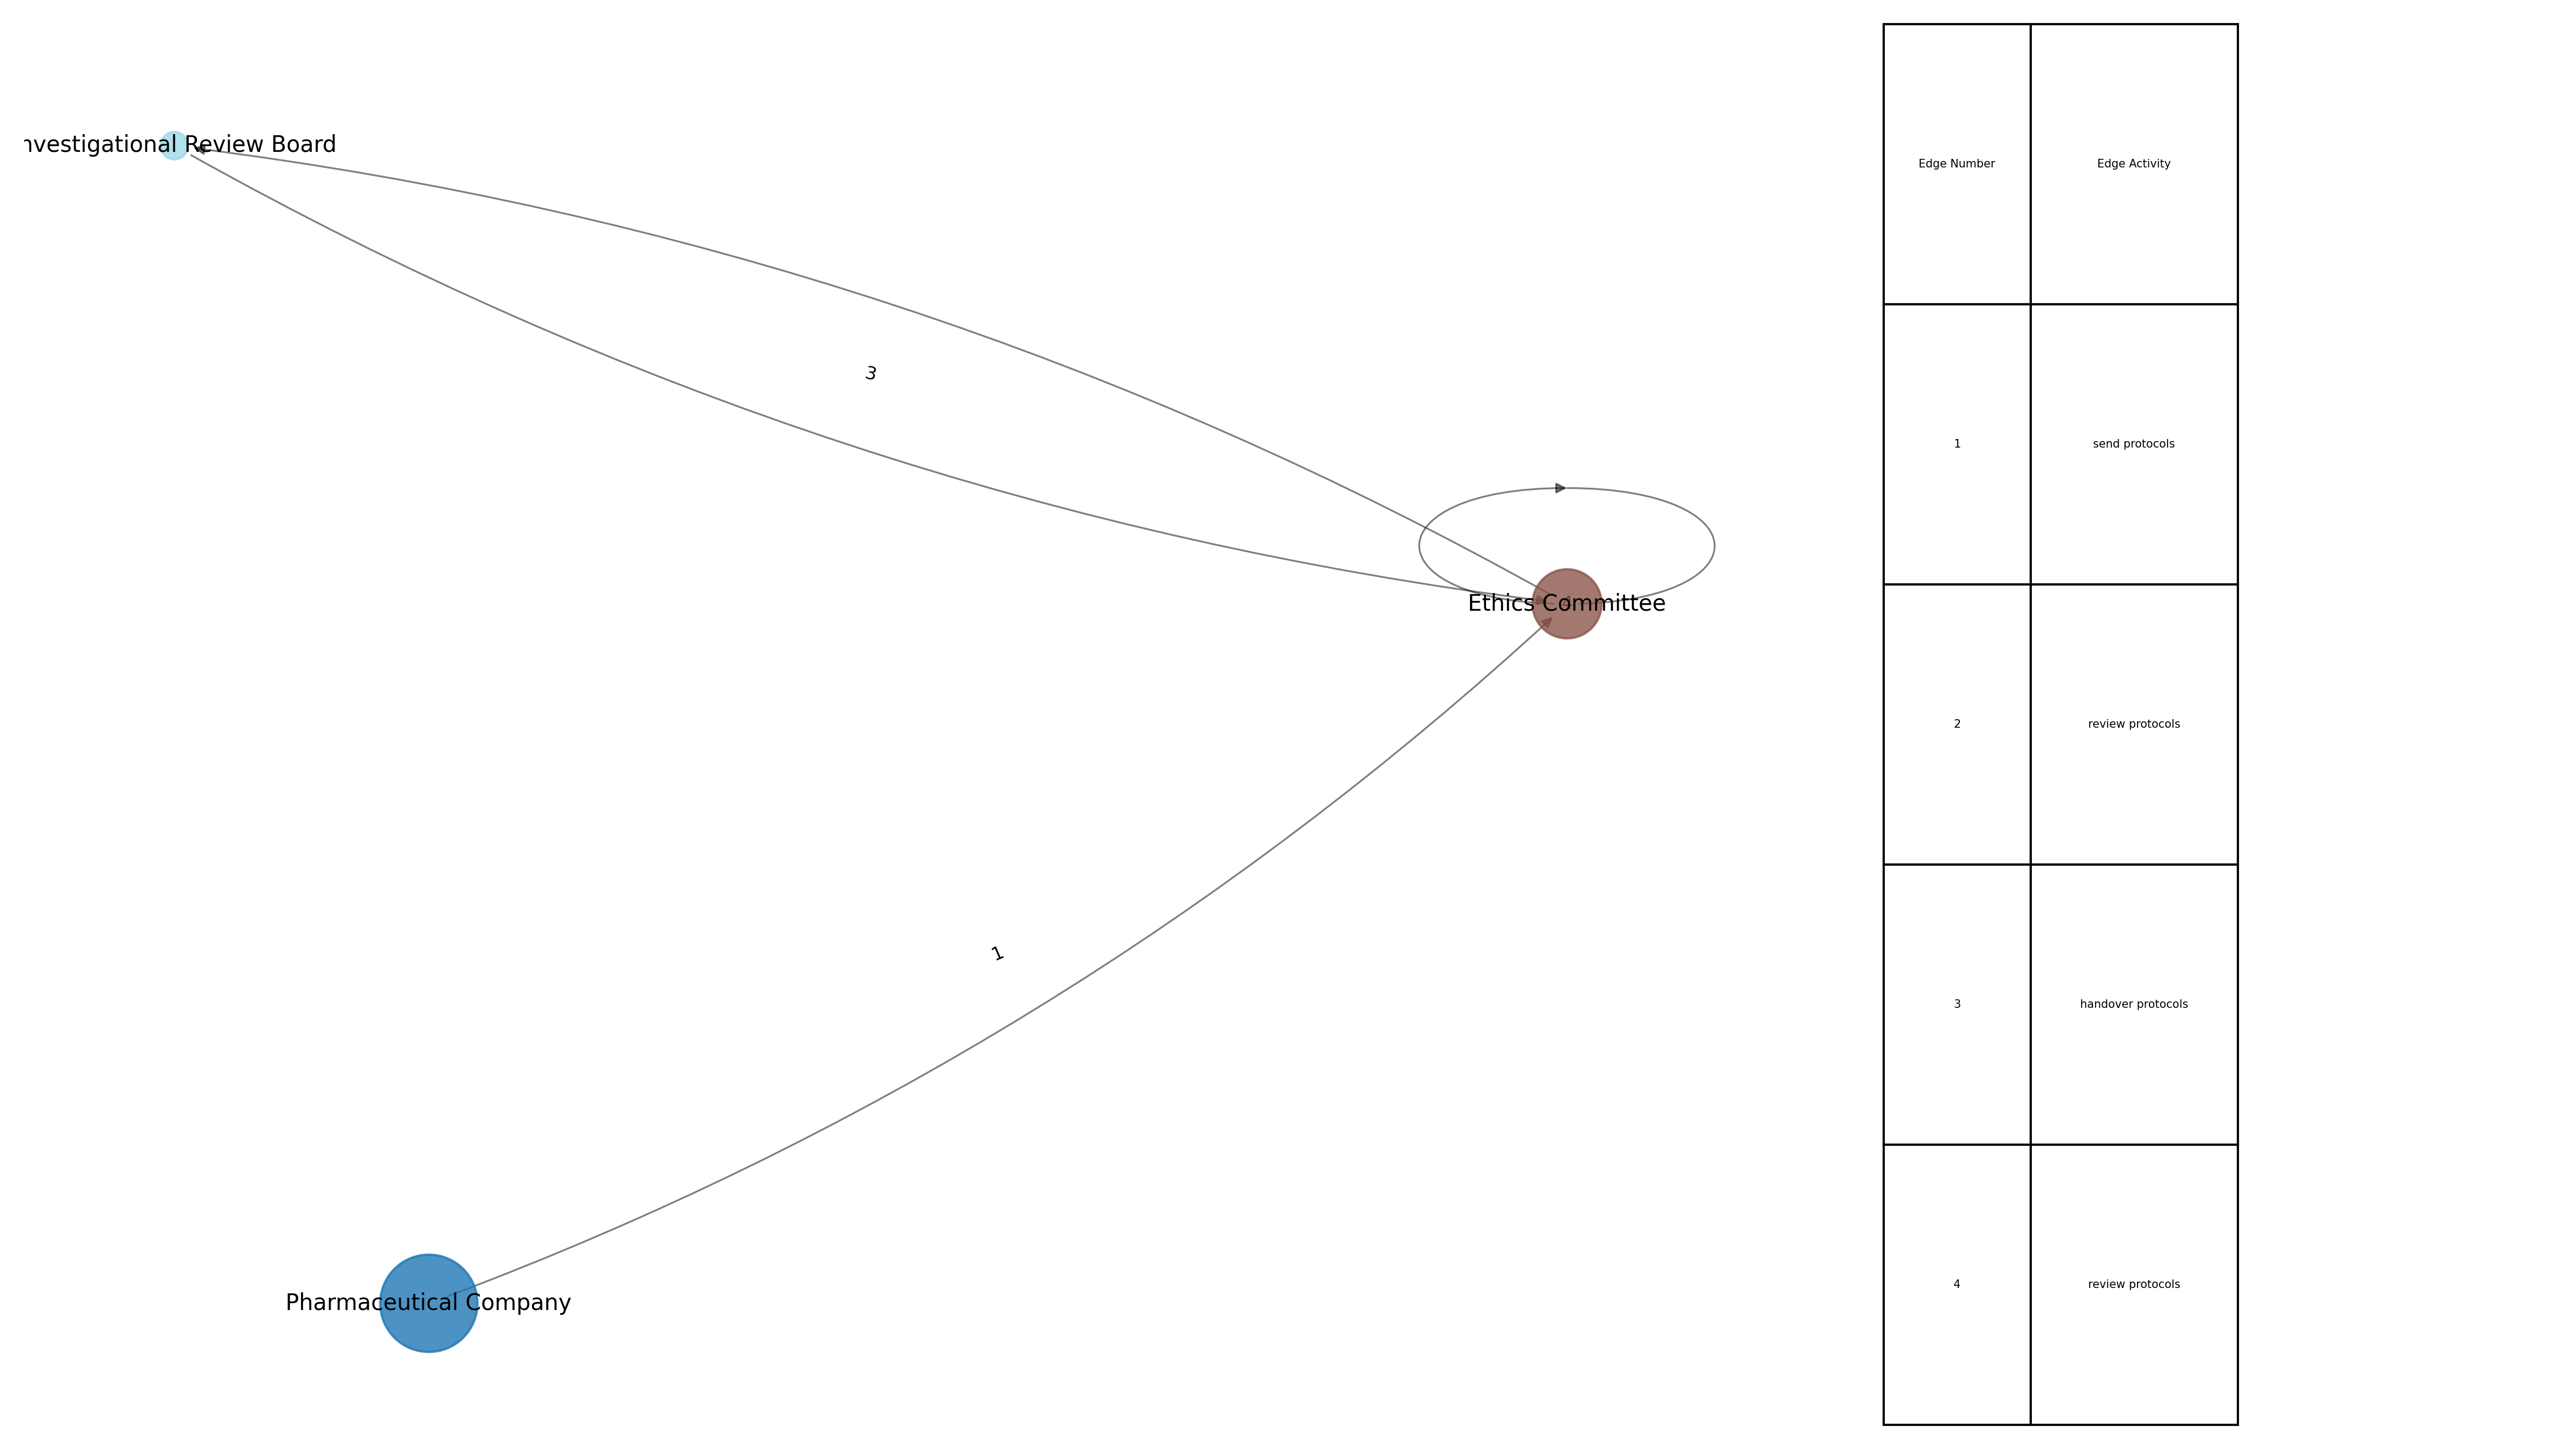 nvestigational Review Board
3
Ethics Committee
1
Pharmaceutical Company
Edge Number Edge Activity
1 send protocols
2 review protocols
3 handover protocols
4 review protocols